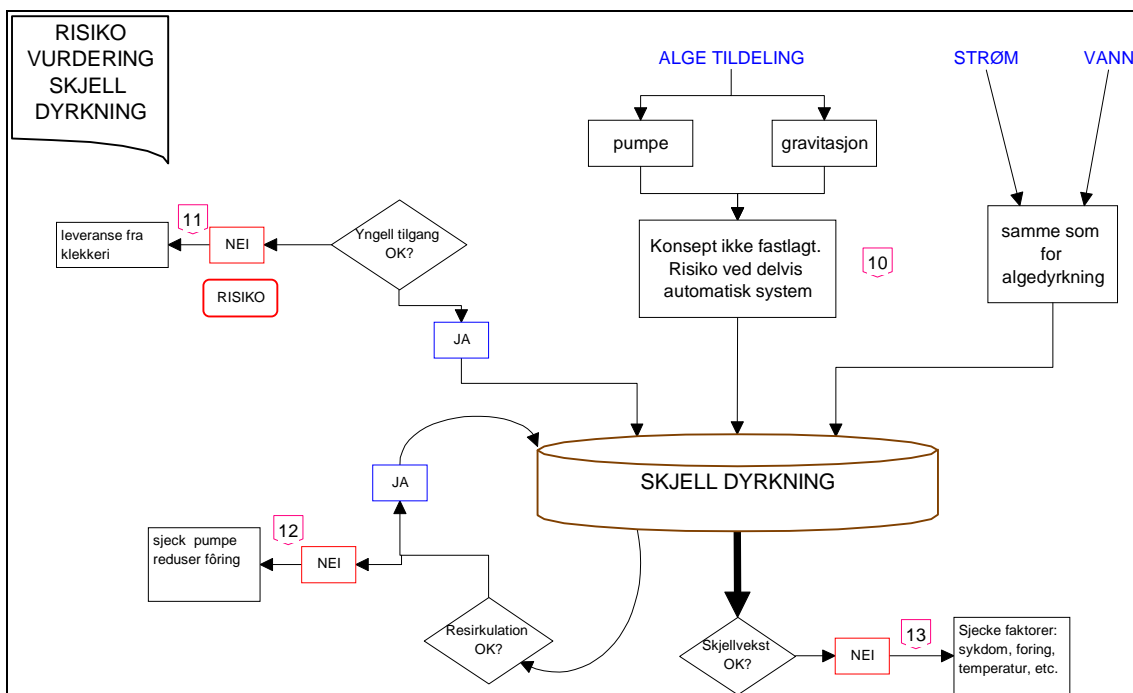 RISIKO
VURDERING
SKJELL
DYRKNING
ALGE TILDELING
STRØM
VANN
pumpe
gravitasjon
11
leveranse fra
klekkeri
NEI
Yngell tilgang
OK?
RISIKO
Konsept ikke fastlagt.
Risiko ved delvis
automatisk system
10
samme som
for
algedyrkning
JA
SKJELL DYRKNING
JA
12
sjeck pumpe
reduser fôring
NEI
Resirkulation
OK?
Skjellvekst
OK?
NEI
13
Sjecke faktorer:
sykdom, foring,
temperatur, etc.